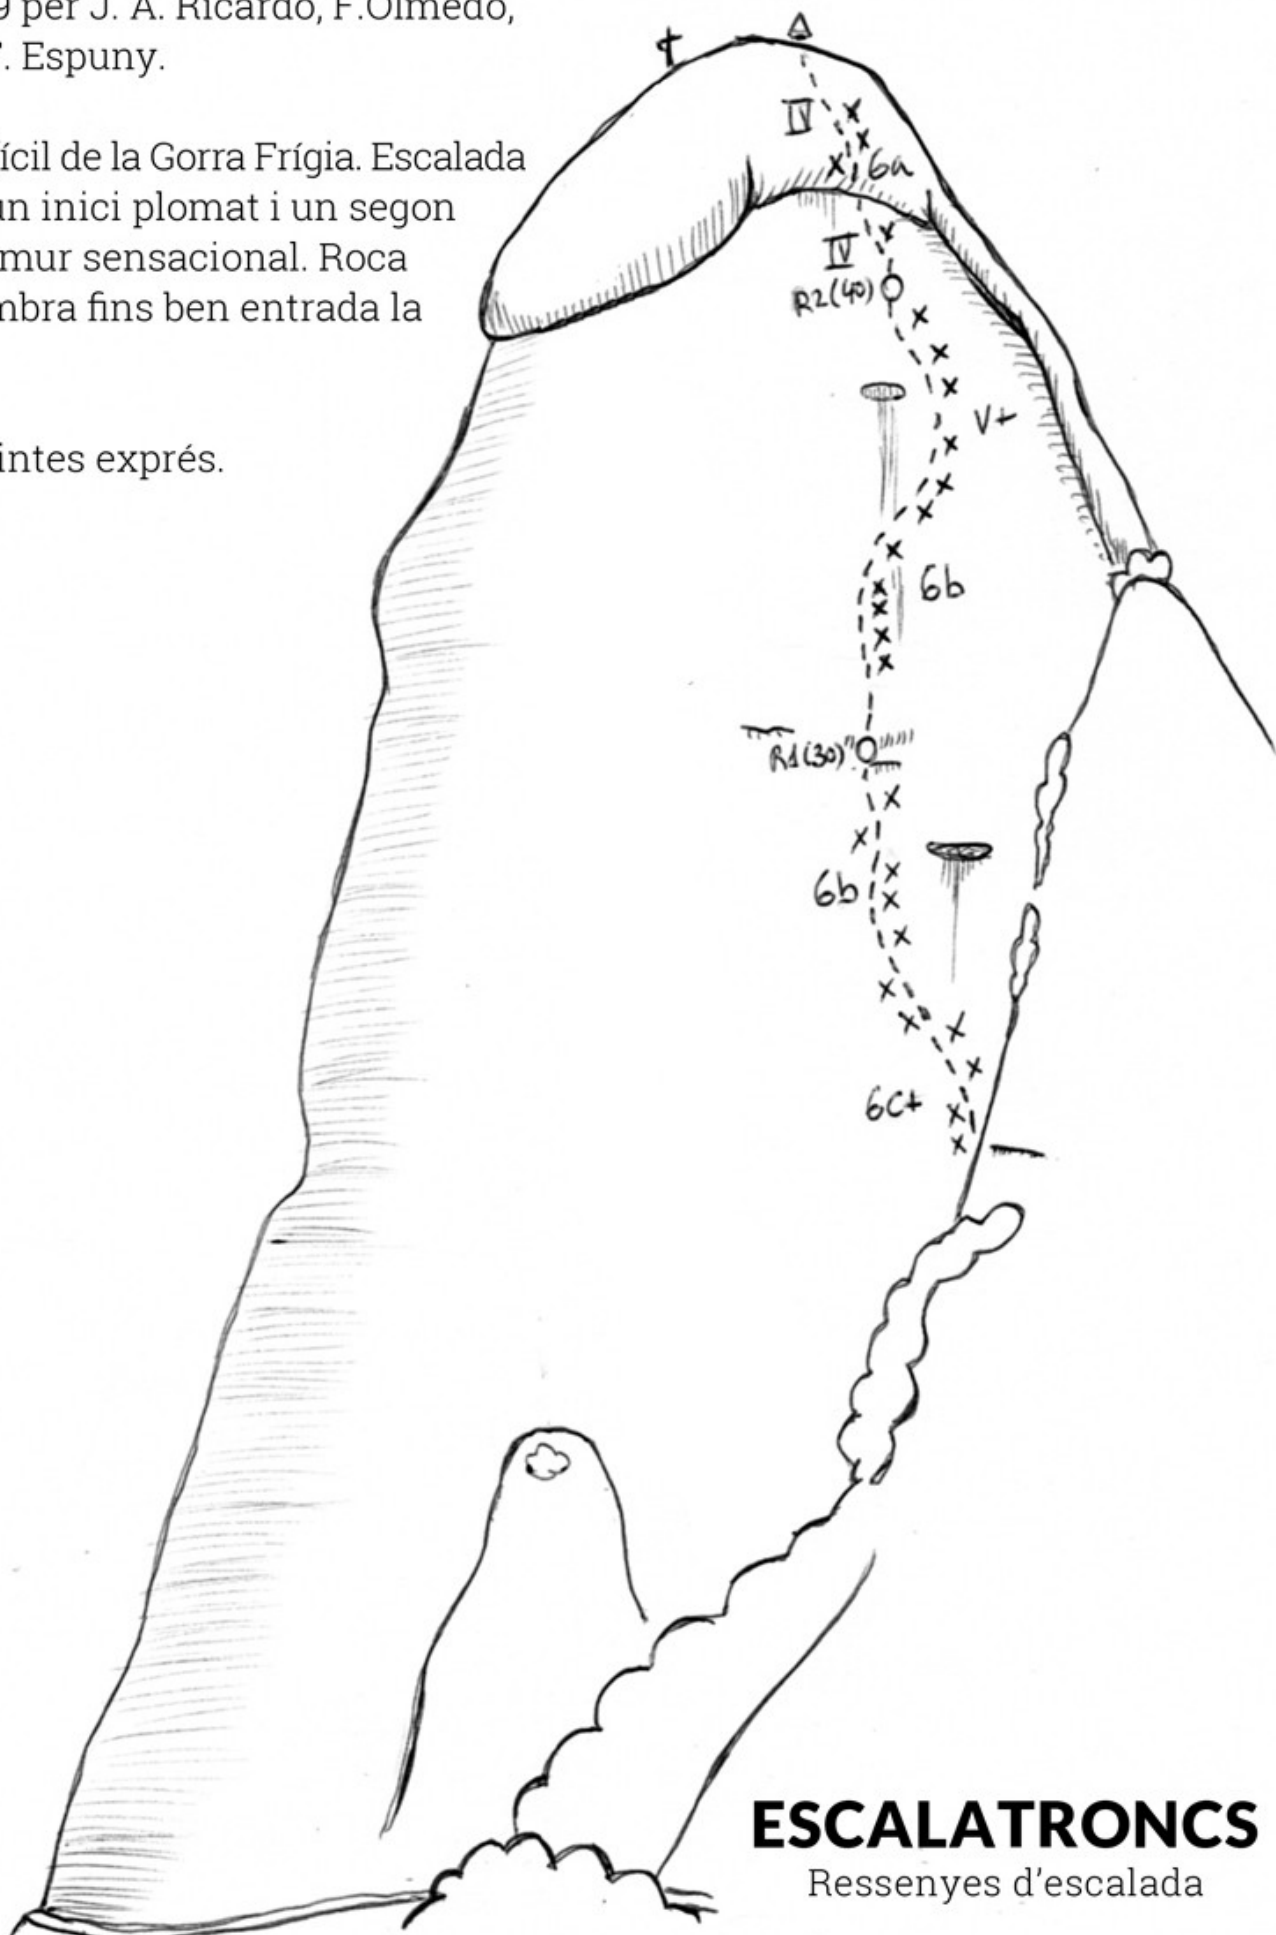 9 per J. A. Ricardo, F.Olmedo,
. Espuny.
ícil de la Gorra Frígia. Escalada
un inici plomat i un segon
mur sensacional. Roca
mbra fins ben entrada la
intes exprés.
IV
6a
IV
R2(40)
V+
6b
R1(30)
6b
6c+
ESCALATRONCS
Ressenyes d'escalada